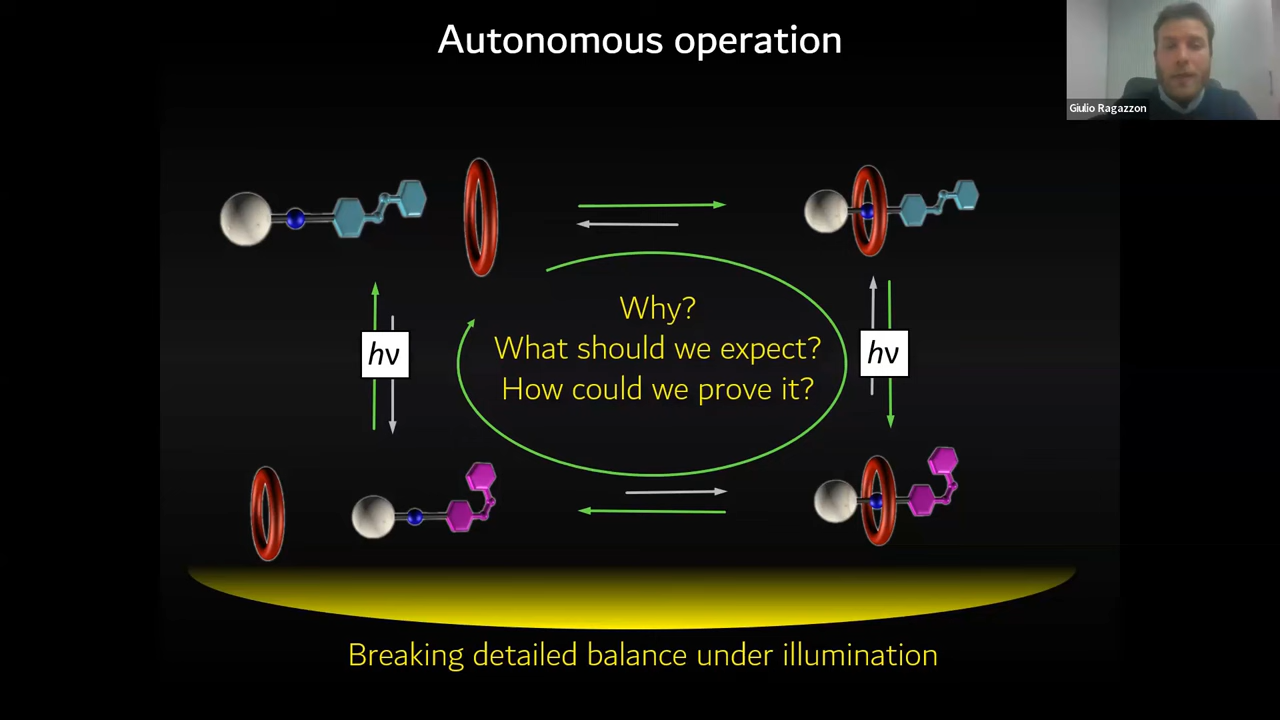 Autonomous operation
Giulio Ragazzon
Why?
What should we expect?
How could we prove it?
hν
hν
Breaking detailed balance under illumination